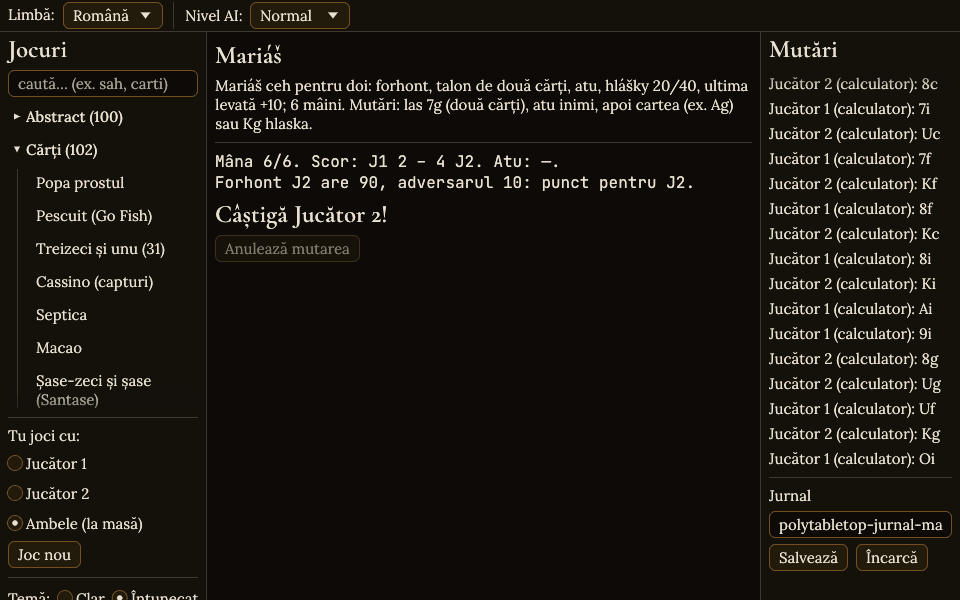 Limbă: Română ▼ Nivel AI: Normal ▼
Jocuri
caută... (ex. sah, carti)
▸ Abstract (100)
▾ Cărți (102)
Popa prostul
Pescuit (Go Fish)
Treizeci și unu (31)
Cassino (capturi)
Septica
Macao
Șase-zeci și șase
(Santase)
Tu joci cu:
Jucător 1
Jucător 2
Ambele (la masă)
Joc nou
Temă: Clar Întunecat
Mariáš
Mariáš ceh pentru doi: forhont, talon de două cărți, atu, hlášky 20/40, ultima
levată +10; 6 mâini. Mutări: las 7g (două cărți), atu inimi, apoi cartea (ex. Ag)
sau Kg hlaska.
Mâna 6/6. Scor: J1 2 – 4 J2. Atu: —.
Forhont J2 are 90, adversarul 10: punct pentru J2.
Câștigă Jucător 2!
Anulează mutarea
Mutări
Jucător 2 (calculator): 8c
Jucător 1 (calculator): 7i
Jucător 2 (calculator): Uc
Jucător 1 (calculator): 7f
Jucător 2 (calculator): Kf
Jucător 1 (calculator): 8f
Jucător 2 (calculator): Kc
Jucător 1 (calculator): 8i
Jucător 2 (calculator): Ki
Jucător 1 (calculator): Ai
Jucător 1 (calculator): 9i
Jucător 2 (calculator): 8g
Jucător 2 (calculator): Ug
Jucător 1 (calculator): Uf
Jucător 2 (calculator): Kg
Jucător 1 (calculator): Oi
Jurnal
polytabletop-jurnal-ma
Salvează Încarcă